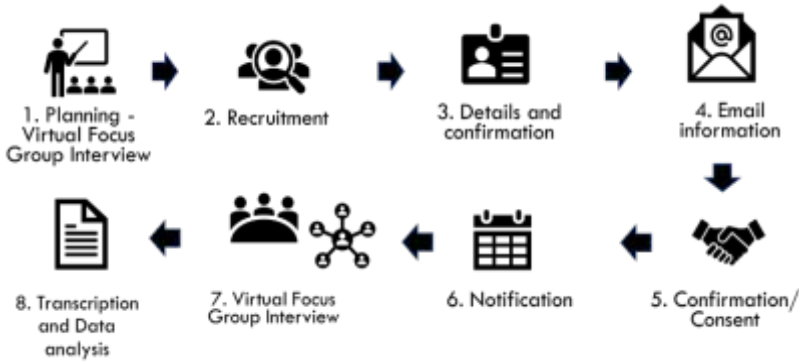 1. Planning -
Virtual Focus
Group Interview
2. Recruitment
3. Details and
confirmation
4. Email
information
5. Confirmation/
Consent
6. Notification
7. Virtual Focus
Group Interview
8. Transcription
and Data
analysis